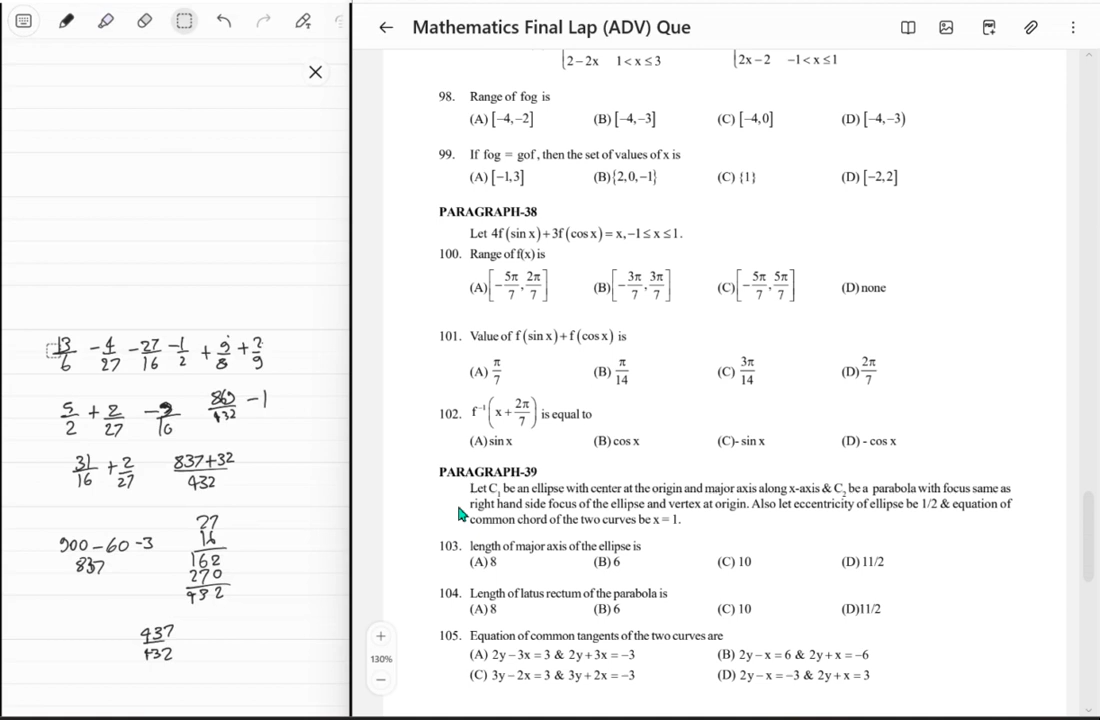 Mathematics Final Lap (ADV) Que
2−2x 1<x≤3
2x−2 −1<x≤1
98. Range of fog is
(A) [−4,−2] (B) [−4,−3] (C) [−4,0] (D) [−4,−3)
99. If fog = gof, then the set of values of x is
(A) [−1,3] (B) {2,0,−1} (C) {1} (D) [−2,2]
PARAGRAPH-38
Let 4f(sin x)+3f(cos x)=x,−1≤x≤1.
100. Range of f(x) is
(A) [−5π/7, 2π/7] (B) [−3π/7, 3π/7] (C) [−5π/7, 5π/7] (D) none
101. Value of f(sin x)+f(cos x) is
(A) π/7 (B) π/14 (C) 3π/14 (D) 2π/7
102. f⁻¹(x+2π/7) is equal to
(A) sin x (B) cos x (C)- sin x (D) - cos x
PARAGRAPH-39
Let C₁ be an ellipse with center at the origin and major axis along x-axis & C₂ be a parabola with focus same as
right hand side focus of the ellipse and vertex at origin. Also let eccentricity of ellipse be 1/2 & equation of
common chord of the two curves be x = 1.
103. length of major axis of the ellipse is
(A) 8 (B) 6 (C) 10 (D) 11/2
104. Length of latus rectum of the parabola is
(A) 8 (B) 6 (C) 10 (D)11/2
105. Equation of common tangents of the two curves are
(A) 2y−3x=3 & 2y+3x=−3 (B) 2y−x=6 & 2y+x=−6
(C) 3y−2x=3 & 3y+2x=−3 (D) 2y−x=−3 & 2y+x=3
130%
13/6 −4/27 −27/16 −1/2 +9/8 +2/9
5/2 + 2/27
−1
31/16 + 2/27
837+32/432
900−60−3
837
27
16
162
270
432
437/432